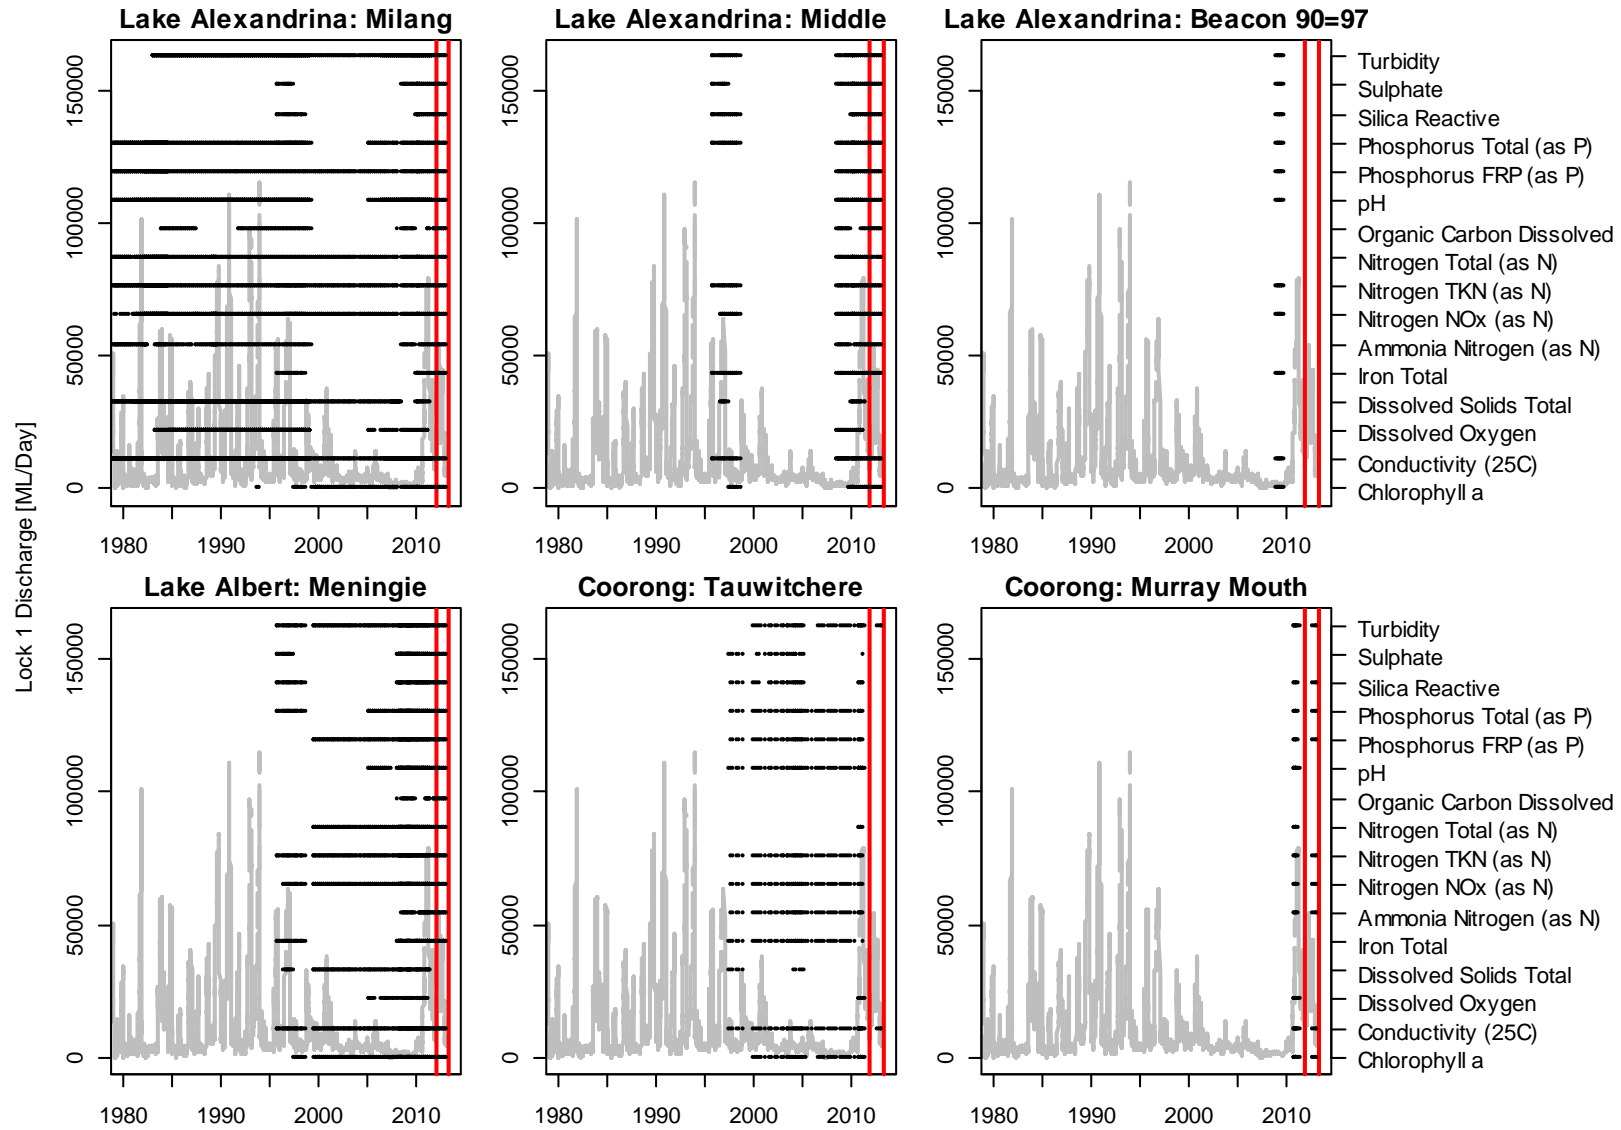 Lake Alexandrina: Milang
Lake Alexandrina: Middle
Lake Alexandrina: Beacon 90=97
150000
100000
50000
0
1980
1990
2000
2010
150000
100000
50000
0
1980
1990
2000
2010
150000
100000
50000
0
1980
1990
2000
2010
Turbidity
Sulphate
Silica Reactive
Phosphorus Total (as P)
Phosphorus FRP (as P)
pH
Organic Carbon Dissolved
Nitrogen Total (as N)
Nitrogen TKN (as N)
Nitrogen NOx (as N)
Ammonia Nitrogen (as N)
Iron Total
Dissolved Solids Total
Dissolved Oxygen
Conductivity (25C)
Chlorophyll a
Lock 1 Discharge [ML/Day]
Lake Albert: Meningie
Coorong: Tauwitchere
Coorong: Murray Mouth
150000
100000
50000
0
1980
1990
2000
2010
150000
100000
50000
0
1980
1990
2000
2010
150000
100000
50000
0
1980
1990
2000
2010
Turbidity
Sulphate
Silica Reactive
Phosphorus Total (as P)
Phosphorus FRP (as P)
pH
Organic Carbon Dissolved
Nitrogen Total (as N)
Nitrogen TKN (as N)
Nitrogen NOx (as N)
Ammonia Nitrogen (as N)
Iron Total
Dissolved Solids Total
Dissolved Oxygen
Conductivity (25C)
Chlorophyll a